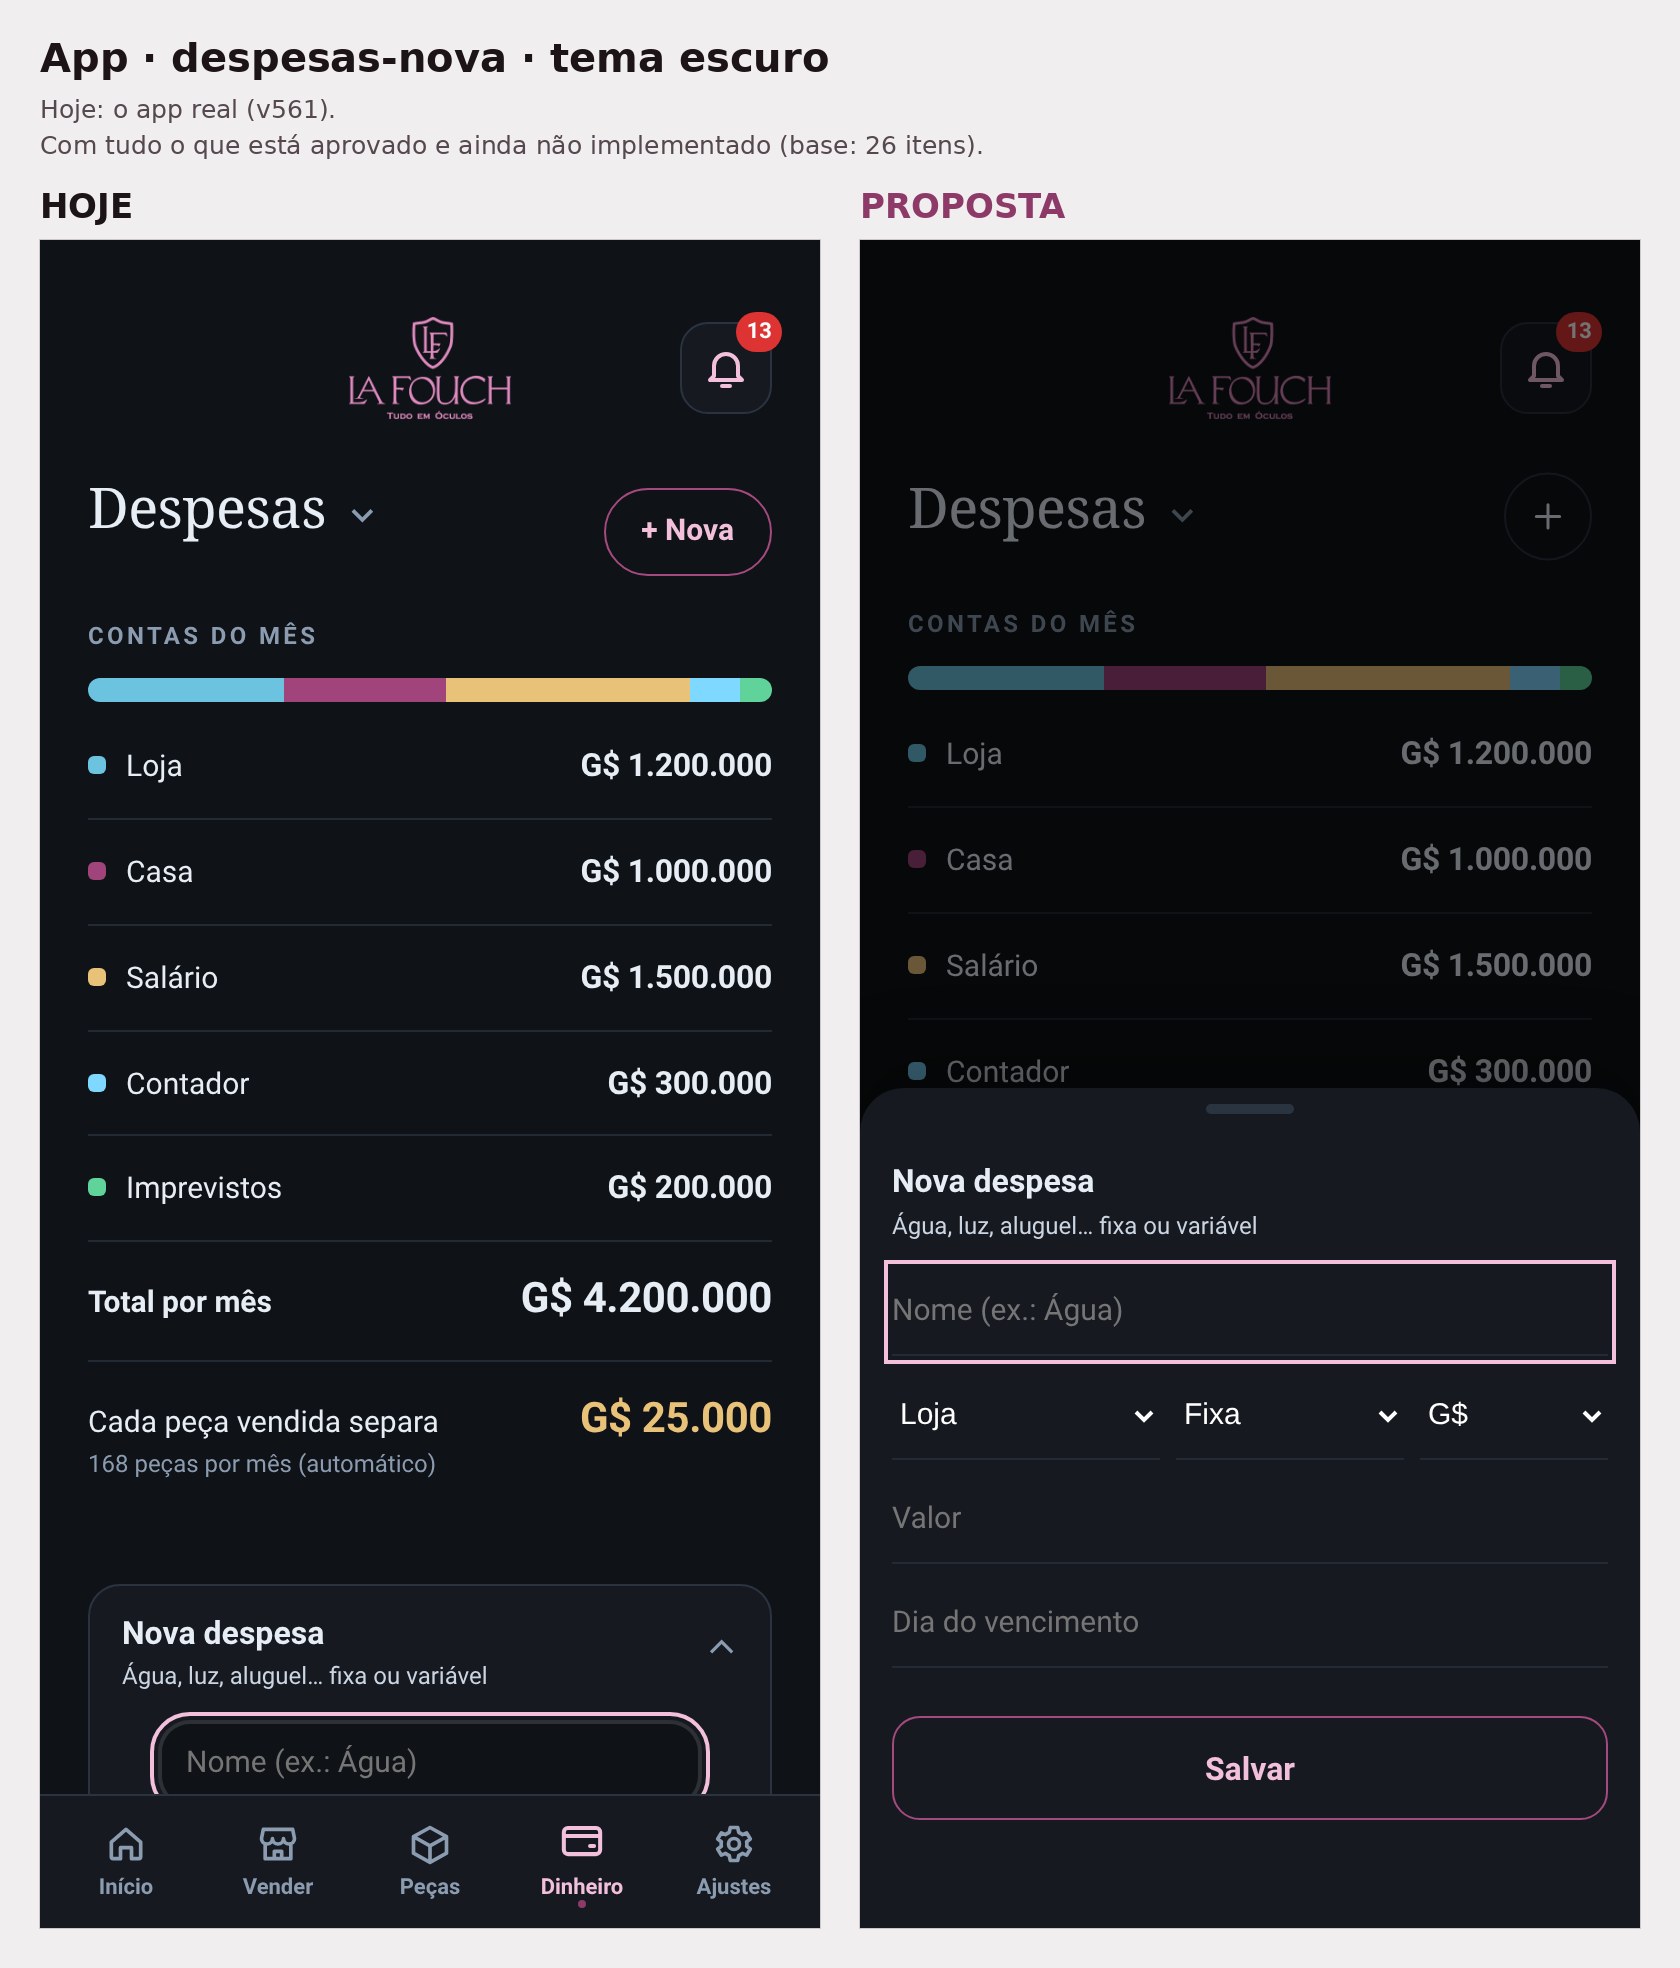 App · despesas-nova · tema escuro
Hoje: o app real (v561).
Com tudo o que está aprovado e ainda não implementado (base: 26 itens).
HOJE
LF
LA FOUCH
TUDO EM ÓCULOS
13
Despesas
+ Nova
CONTAS DO MÊS
Loja G$ 1.200.000
Casa G$ 1.000.000
Salário G$ 1.500.000
Contador G$ 300.000
Imprevistos G$ 200.000
Total por mês G$ 4.200.000
Cada peça vendida separa G$ 25.000
168 peças por mês (automático)
Nova despesa
Água, luz, aluguel... fixa ou variável
Nome (ex.: Água)
Início Vender Peças Dinheiro Ajustes
PROPOSTA
LF
LA FOUCH
TUDO EM ÓCULOS
13
Despesas
+
CONTAS DO MÊS
Loja G$ 1.200.000
Casa G$ 1.000.000
Salário G$ 1.500.000
Contador G$ 300.000
Nova despesa
Água, luz, aluguel... fixa ou variável
Nome (ex.: Água)
Loja Fixa G$
Valor
Dia do vencimento
Salvar